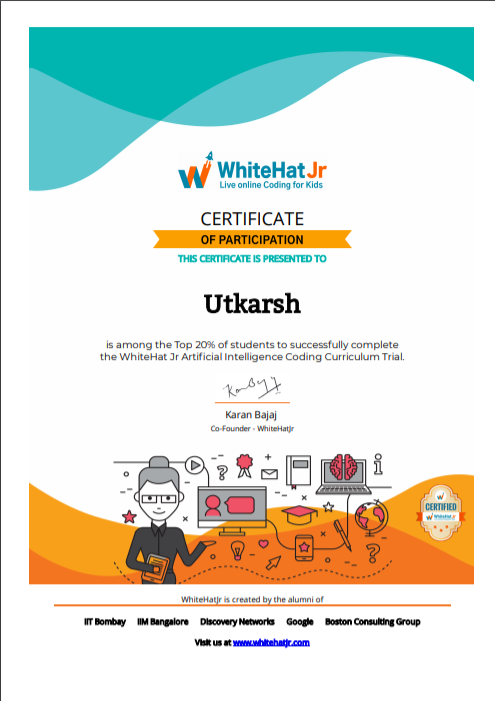 WhiteHat Jr
Live online Coding for Kids
CERTIFICATE
OF PARTICIPATION
THIS CERTIFICATE IS PRESENTED TO
Utkarsh
is among the Top 20% of students to successfully complete
the WhiteHat Jr Artificial Intelligence Coding Curriculum Trial.
Karan Bajaj
Co-Founder - WhiteHatJr
CERTIFIED
WhiteHat Jr
WhiteHatJr is created by the alumni of
IIT Bombay IIM Bangalore Discovery Networks Google Boston Consulting Group
Visit us at www.whitehatjr.com